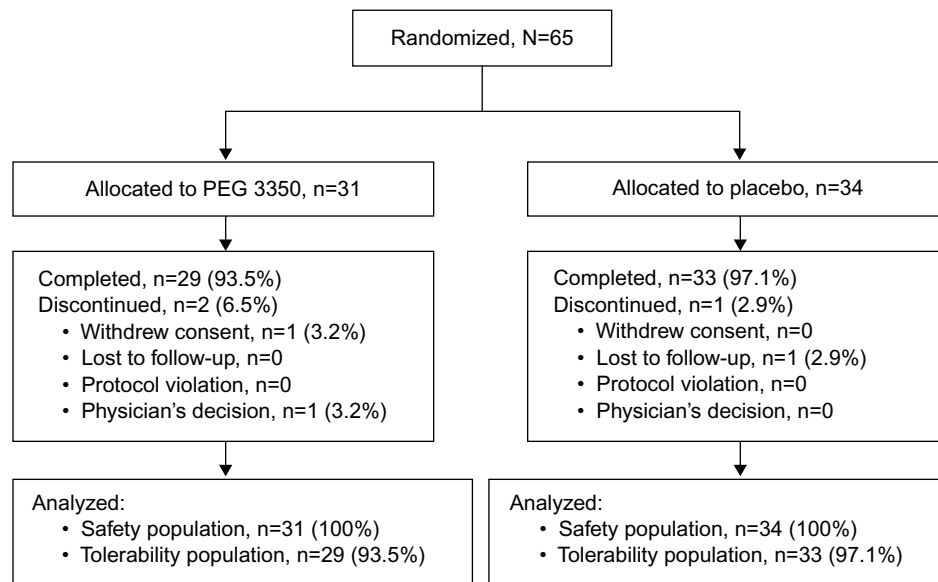 Randomized, N=65
Allocated to PEG 3350, n=31
Allocated to placebo, n=34
Completed, n=29 (93.5%)
Discontinued, n=2 (6.5%)
• Withdrew consent, n=1 (3.2%)
• Lost to follow-up, n=0
• Protocol violation, n=0
• Physician's decision, n=1 (3.2%)
Completed, n=33 (97.1%)
Discontinued, n=1 (2.9%)
• Withdrew consent, n=0
• Lost to follow-up, n=1 (2.9%)
• Protocol violation, n=0
• Physician's decision, n=0
Analyzed:
• Safety population, n=31 (100%)
• Tolerability population, n=29 (93.5%)
Analyzed:
• Safety population, n=34 (100%)
• Tolerability population, n=33 (97.1%)